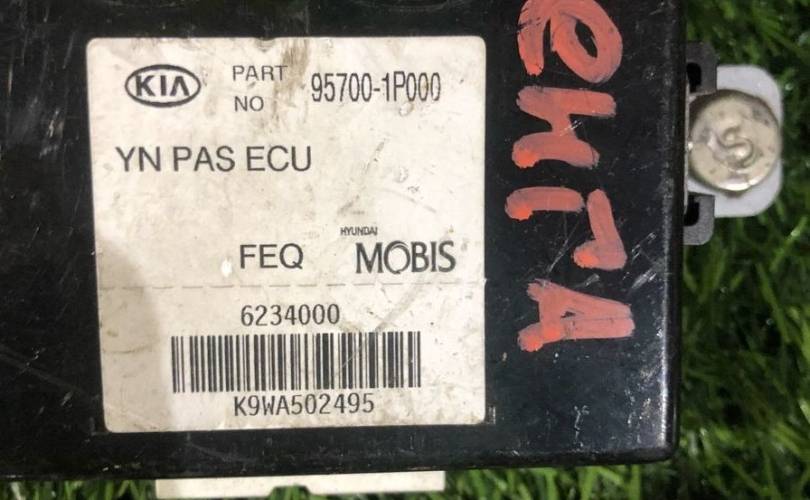 KIA PART NO 95700-1P000
YN PAS ECU
FEQ HYUNDAI MOBIS
6234000
K9WA502495
S